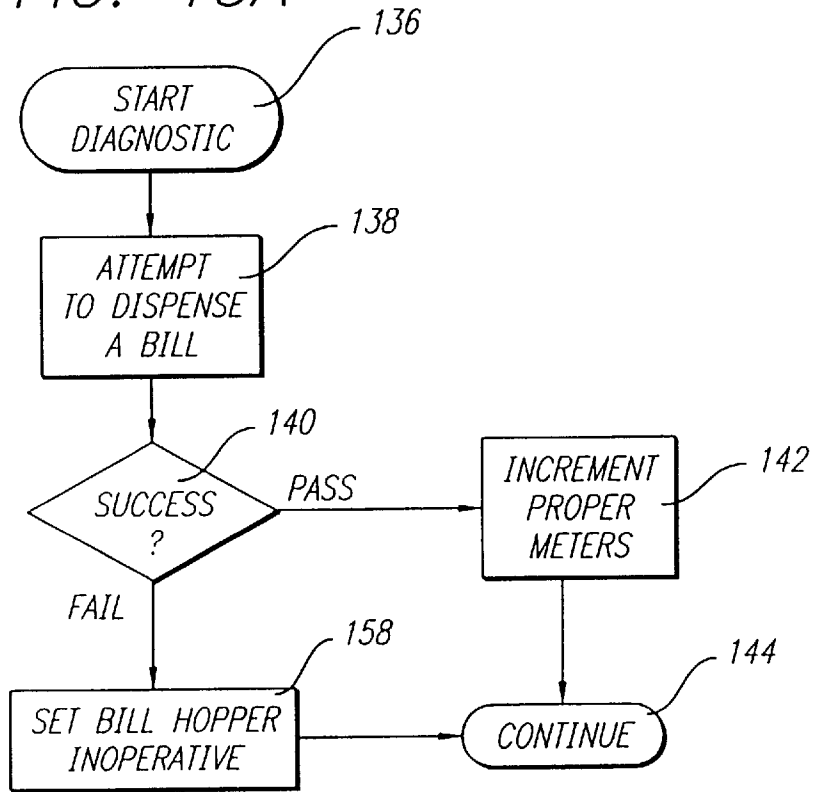 FIG. 13A
136
START
DIAGNOSTIC
138
ATTEMPT
TO DISPENSE
A BILL
140
SUCCESS
?
PASS
INCREMENT
PROPER
METERS
142
FAIL
158
SET BILL HOPPER
INOPERATIVE
144
CONTINUE